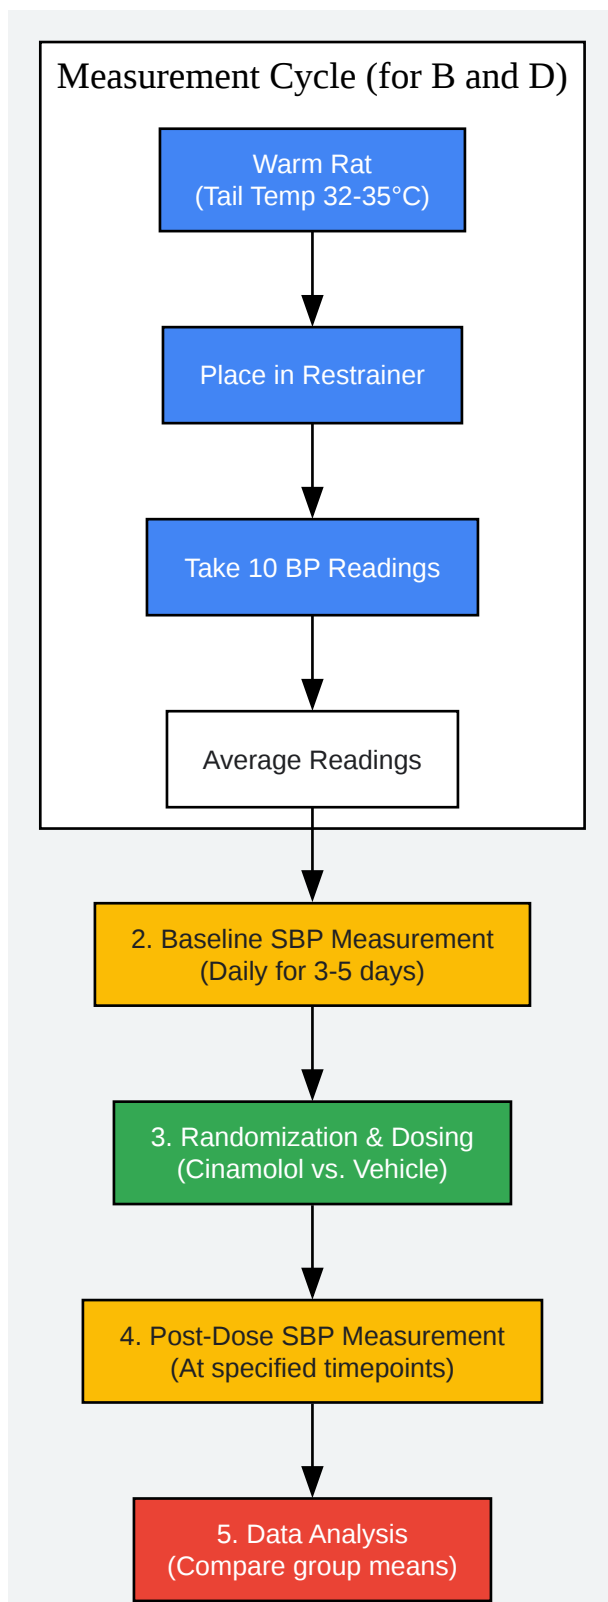 Measurement Cycle (for B and D)
Warm Rat
(Tail Temp 32-35°C)
Place in Restrainer
Take 10 BP Readings
Average Readings
2. Baseline SBP Measurement
(Daily for 3-5 days)
3. Randomization & Dosing
(Cinamolol vs. Vehicle)
4. Post-Dose SBP Measurement
(At specified timepoints)
5. Data Analysis
(Compare group means)